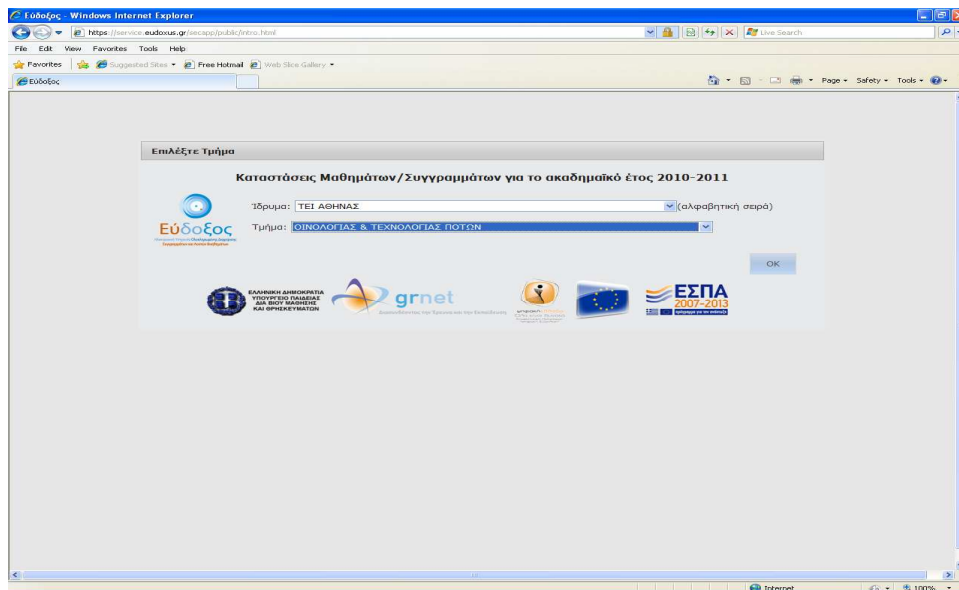 Εύδοξος - Windows Internet Explorer
https://service.eudoxus.gr/secapp/public/intro.html
Live Search
File Edit View Favorites Tools Help
Favorites Suggested Sites Free Hotmail Web Slice Gallery
Εύδοξος
Page Safety Tools
Επιλέξτε Τμήμα
Καταστάσεις Μαθημάτων/Συγγραμμάτων για το ακαδημαϊκό έτος 2010-2011
Ίδρυμα: ΤΕΙ ΑΘΗΝΑΣ (αλφαβητική σειρά)
Εύδοξος
Τμήμα: ΟΙΝΟΛΟΓΙΑΣ & ΤΕΧΝΟΛΟΓΙΑΣ ΠΟΤΩΝ
OK
ΕΛΛΗΝΙΚΗ ΔΗΜΟΚΡΑΤΙΑ
ΥΠΟΥΡΓΕΙΟ ΠΑΙΔΕΙΑΣ
ΔΙΑ ΒΙΟΥ ΜΑΘΗΣΗΣ
ΚΑΙ ΘΡΗΣΚΕΥΜΑΤΩΝ
grnet
ΕΣΠΑ
2007-2013
Internet
100%